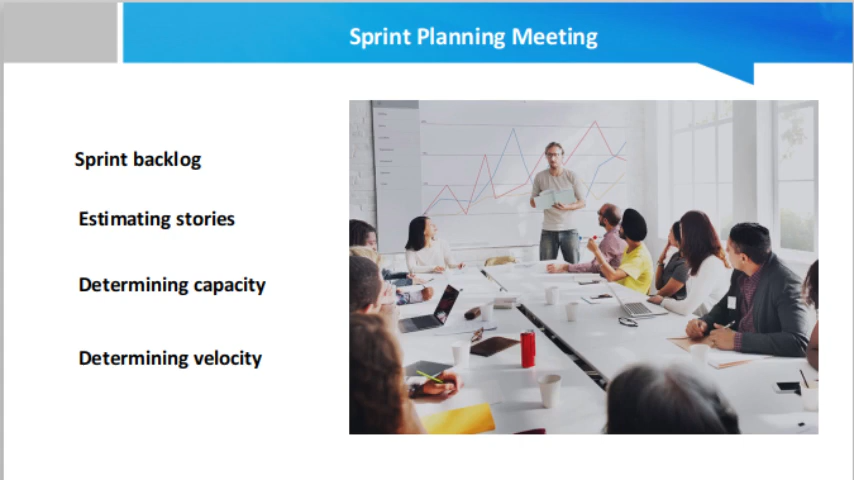 Sprint Planning Meeting
Sprint backlog
Estimating stories
Determining capacity
Determining velocity